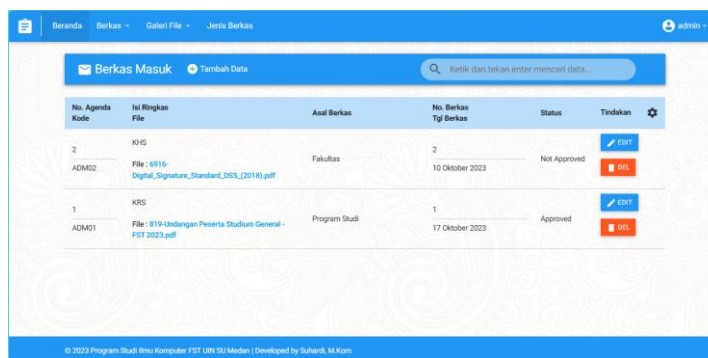 Beranda Berkas Galeri File Jenis Berkas admin
Berkas Masuk Tambah Data Ketik dan tekan enter mencari data...
No. Agenda Isi Ringkas Asal Berkas No. Berkas Status Tindakan
Kode File Tgl Berkas
2 KHS Fakultas 2 Not Approved EDIT
ADM02 File : 6916- 10 Oktober 2023 DEL
Digital_Signature_Standard_DSS_(2018).pdf
1 KRS Program Studi 1 Approved EDIT
ADM01 File : 819-Undangan Peserta Studium General - 17 Oktober 2023 DEL
FST 2023.pdf
© 2023 Program Studi Ilmu Komputer FST UIN SU Medan | Developed by Suhardi, M.Kom